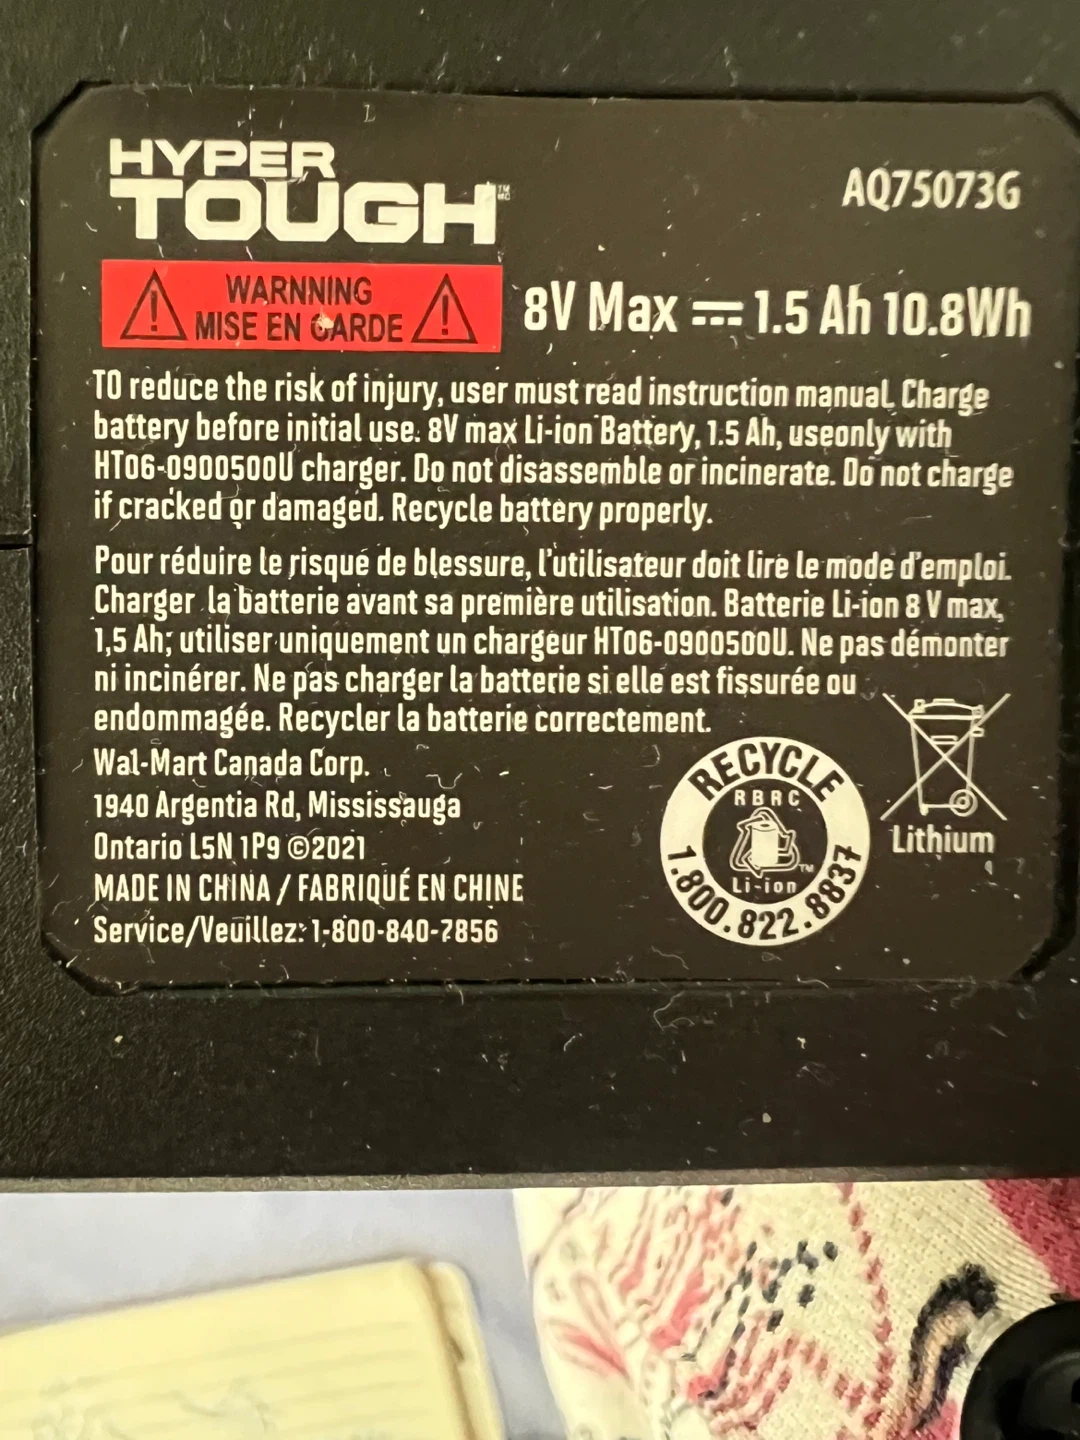 HYPER
TOUGH ™ MC
AQ75073G
WARNNING
MISE EN GARDE
8V Max ⎓ 1.5 Ah 10.8Wh
TO reduce the risk of injury, user must read instruction manual. Charge
battery before initial use. 8V max Li-ion Battery, 1.5 Ah, useonly with
HT06-0900500U charger. Do not disassemble or incinerate. Do not charge
if cracked or damaged. Recycle battery properly.
Pour réduire le risque de blessure, l'utilisateur doit lire le mode d'emploi.
Charger la batterie avant sa première utilisation. Batterie Li-ion 8 V max,
1,5 Ah; utiliser uniquement un chargeur HT06-0900500U. Ne pas démonter
ni incinérer. Ne pas charger la batterie si elle est fissurée ou
endommagée. Recycler la batterie correctement.
Wal-Mart Canada Corp.
1940 Argentia Rd, Mississauga
Ontario L5N 1P9 ©2021
MADE IN CHINA / FABRIQUÉ EN CHINE
Service/Veuillez: 1-800-840-7856
RECYCLE
RBRC
Li-ion
TM
1.800.822.8837
Lithium